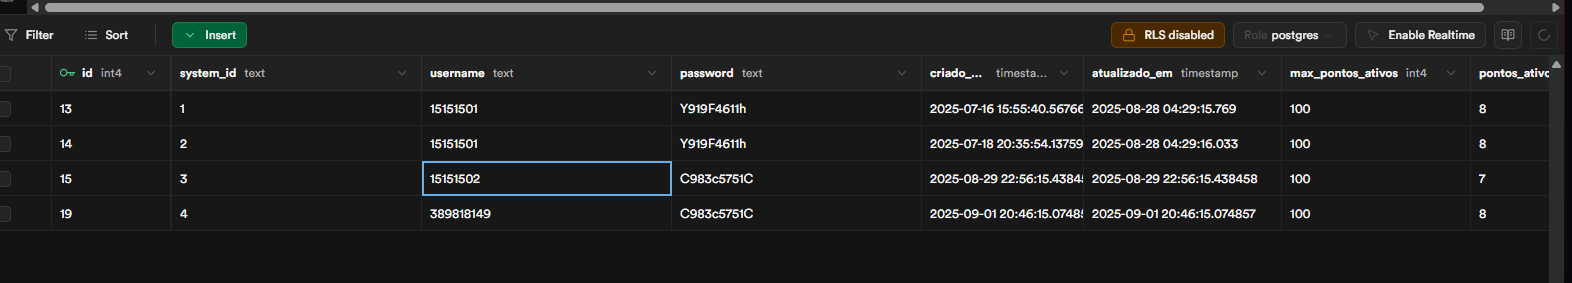 Filter Sort Insert RLS disabled Role postgres Enable Realtime
id int4 system_id text username text password text criado_... timesta... atualizado_em timestamp max_pontos_ativos int4 pontos_ativo
13 1 15151501 Y919F4611h 2025-07-16 15:55:40.56766 2025-08-28 04:29:15.769 100 8
14 2 15151501 Y919F4611h 2025-07-18 20:35:54.13759 2025-08-28 04:29:16.033 100 8
15 3 15151502 C983c5751C 2025-08-29 22:56:15.43845 2025-08-29 22:56:15.438458 100 7
19 4 389818149 C983c5751C 2025-09-01 20:46:15.07485 2025-09-01 20:46:15.074857 100 8